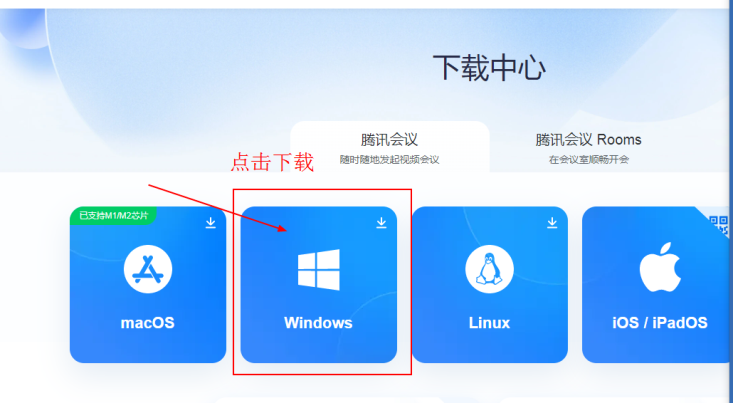 下载中心
腾讯会议
随时随地发起视频会议
腾讯会议 Rooms
在会议室顺畅开会
点击下载
已支持M1/M2芯片
macOS
Windows
Linux
iOS / iPadOS